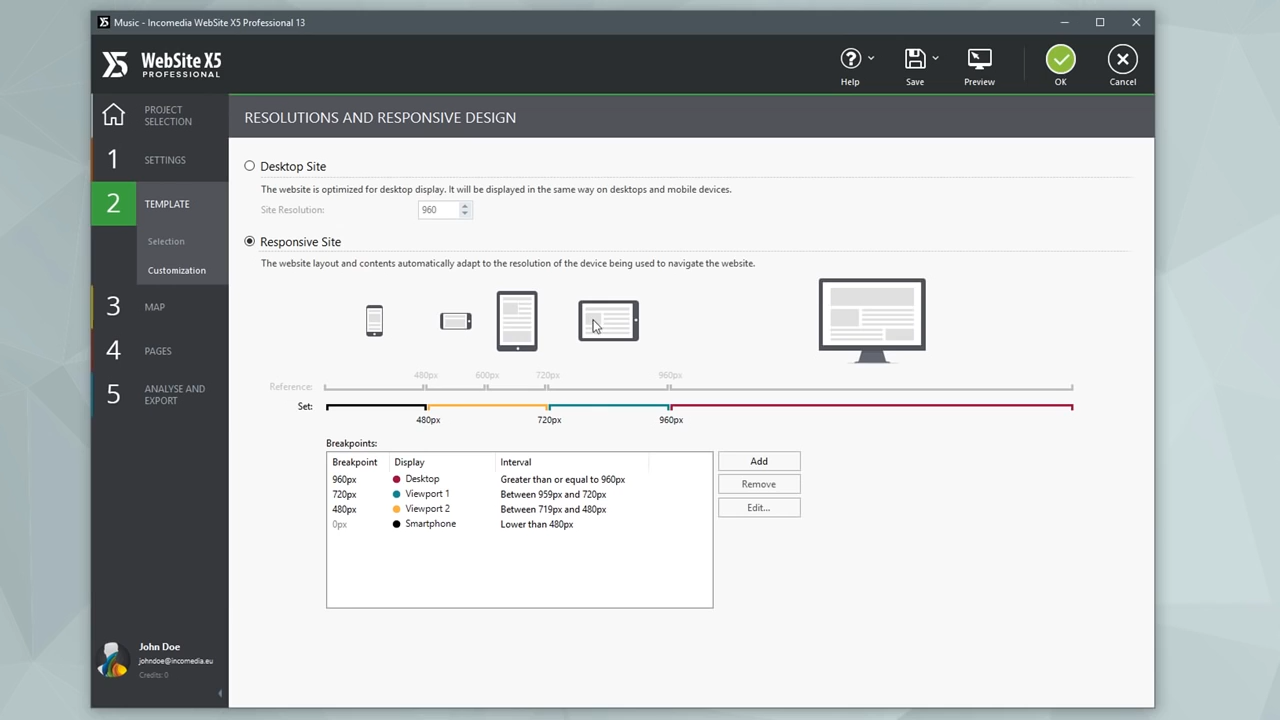 Music - Incomedia WebSite X5 Professional 13
WebSite X5
PROFESSIONAL
Help
Save
Preview
OK
Cancel
PROJECT
SELECTION
1 SETTINGS
2 TEMPLATE
Selection
Customization
3 MAP
4 PAGES
5 ANALYSE AND
EXPORT
John Doe
johndoe@incomedia.eu
Credits: 0
RESOLUTIONS AND RESPONSIVE DESIGN
Desktop Site
The website is optimized for desktop display. It will be displayed in the same way on desktops and mobile devices.
Site Resolution: 960
Responsive Site
The website layout and contents automatically adapt to the resolution of the device being used to navigate the website.
480px 600px 720px 960px
Reference:
Set:
480px 720px 960px
Breakpoints:
Breakpoint Display Interval
960px Desktop Greater than or equal to 960px
720px Viewport 1 Between 959px and 720px
480px Viewport 2 Between 719px and 480px
0px Smartphone Lower than 480px
Add
Remove
Edit...